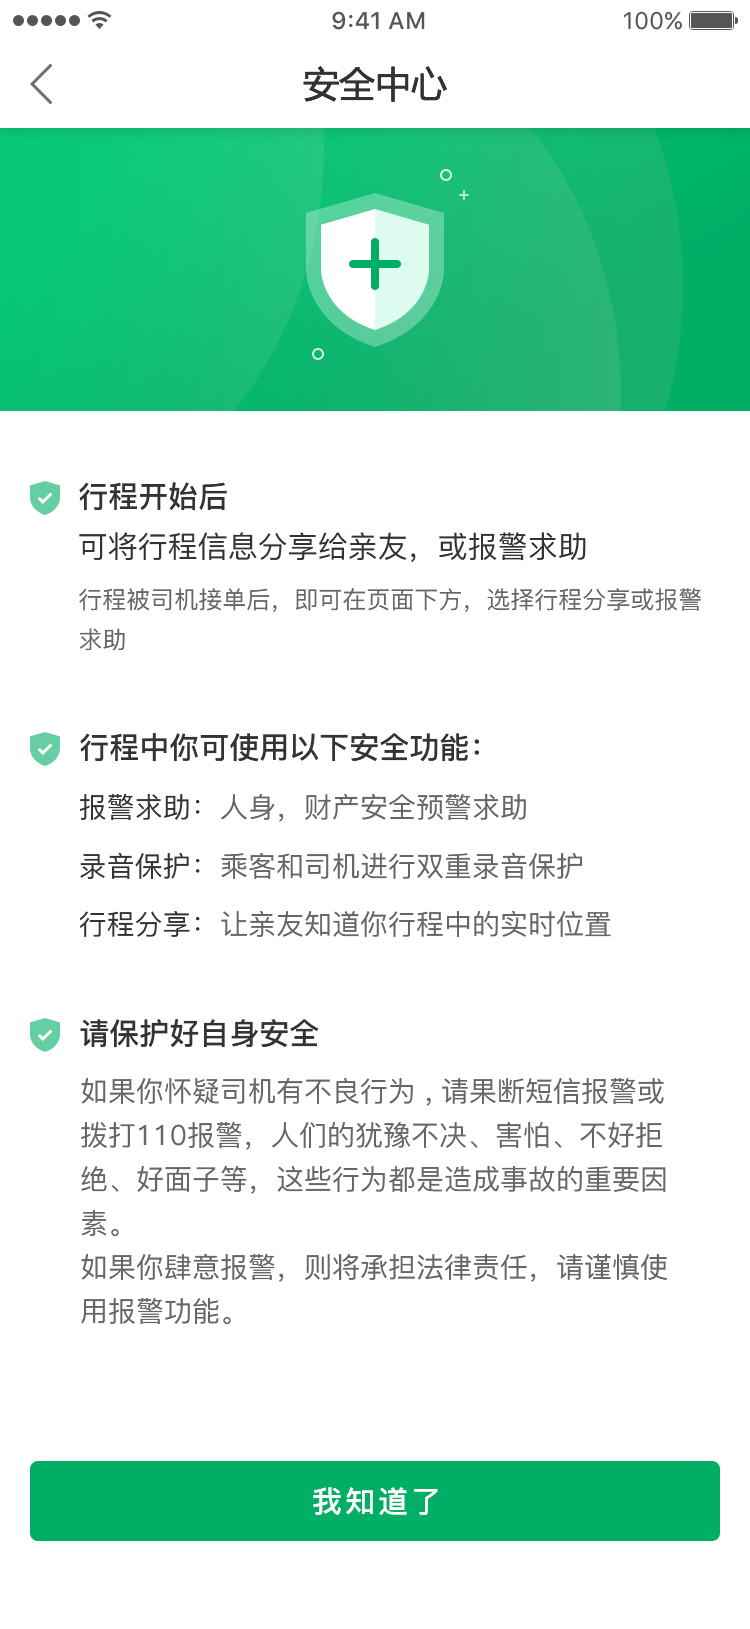 9:41 AM
100%
安全中心
行程开始后
可将行程信息分享给亲友，或报警求助
行程被司机接单后，即可在页面下方，选择行程分享或报警
求助
行程中你可使用以下安全功能：
报警求助：人身，财产安全预警求助
录音保护：乘客和司机进行双重录音保护
行程分享：让亲友知道你行程中的实时位置
请保护好自身安全
如果你怀疑司机有不良行为 , 请果断短信报警或
拨打110报警，人们的犹豫不决、害怕、不好拒
绝、好面子等，这些行为都是造成事故的重要因
素。
如果你肆意报警，则将承担法律责任，请谨慎使
用报警功能。
我知道了